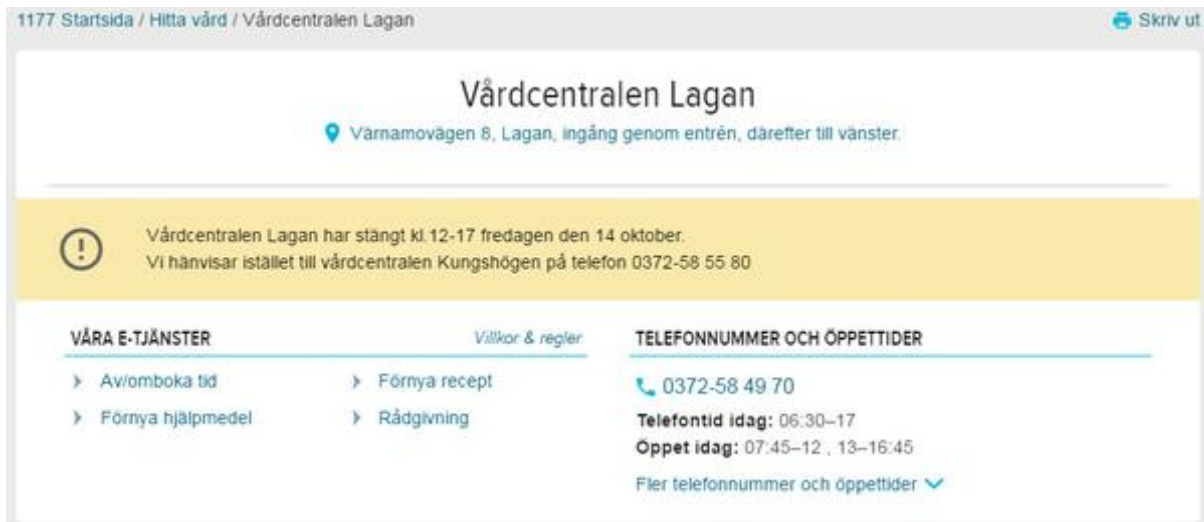 1177 Startsida / Hitta vård / Vårdcentralen Lagan
Skriv ut
Vårdcentralen Lagan
Värnamovägen 8, Lagan, ingång genom entrén, därefter till vänster.
Vårdcentralen Lagan har stängt kl.12-17 fredagen den 14 oktober.
Vi hänvisar istället till vårdcentralen Kungshögen på telefon 0372-58 55 80
VÅRA E-TJÄNSTER
Villkor & regler
Av/omboka tid
Förnya recept
Förnya hjälpmedel
Rådgivning
TELEFONNUMMER OCH ÖPPETTIDER
0372-58 49 70
Telefontid idag: 06:30–17
Öppet idag: 07:45–12 , 13–16:45
Fler telefonnummer och öppettider